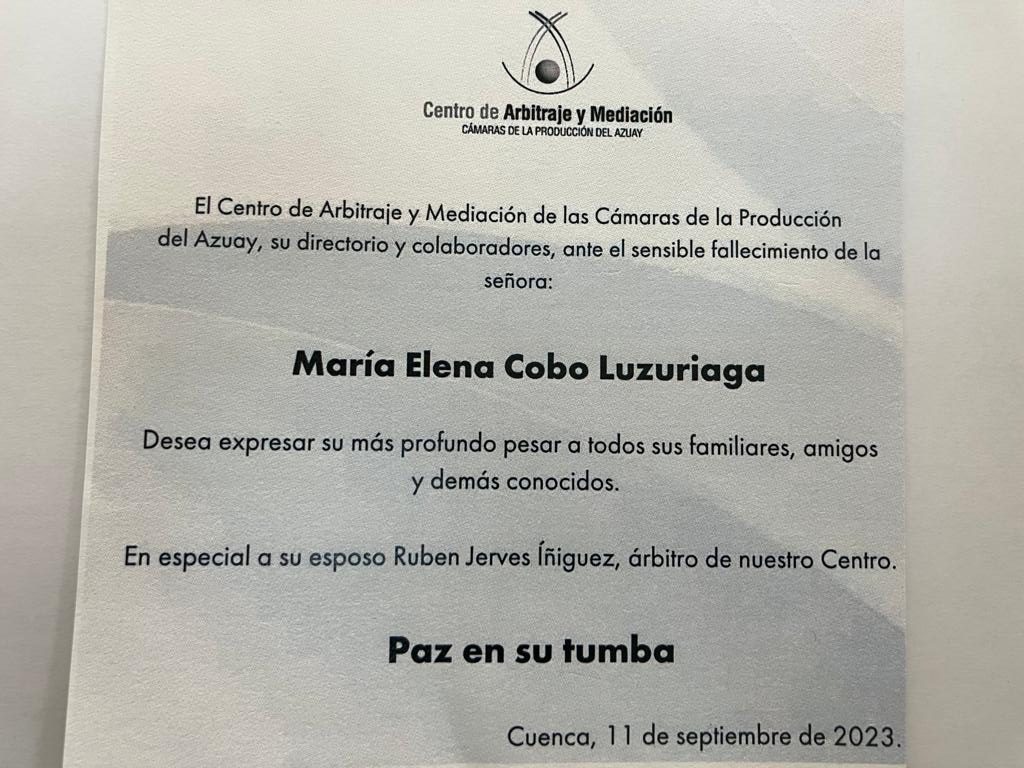 Centro de Arbitraje y Mediación
CÁMARAS DE LA PRODUCCIÓN DEL AZUAY
El Centro de Arbitraje y Mediación de las Cámaras de la Producción
del Azuay, su directorio y colaboradores, ante el sensible fallecimiento de la
señora:
María Elena Cobo Luzuriaga
Desea expresar su más profundo pesar a todos sus familiares, amigos
y demás conocidos.
En especial a su esposo Ruben Jerves Íñiguez, árbitro de nuestro Centro.
Paz en su tumba
Cuenca, 11 de septiembre de 2023.